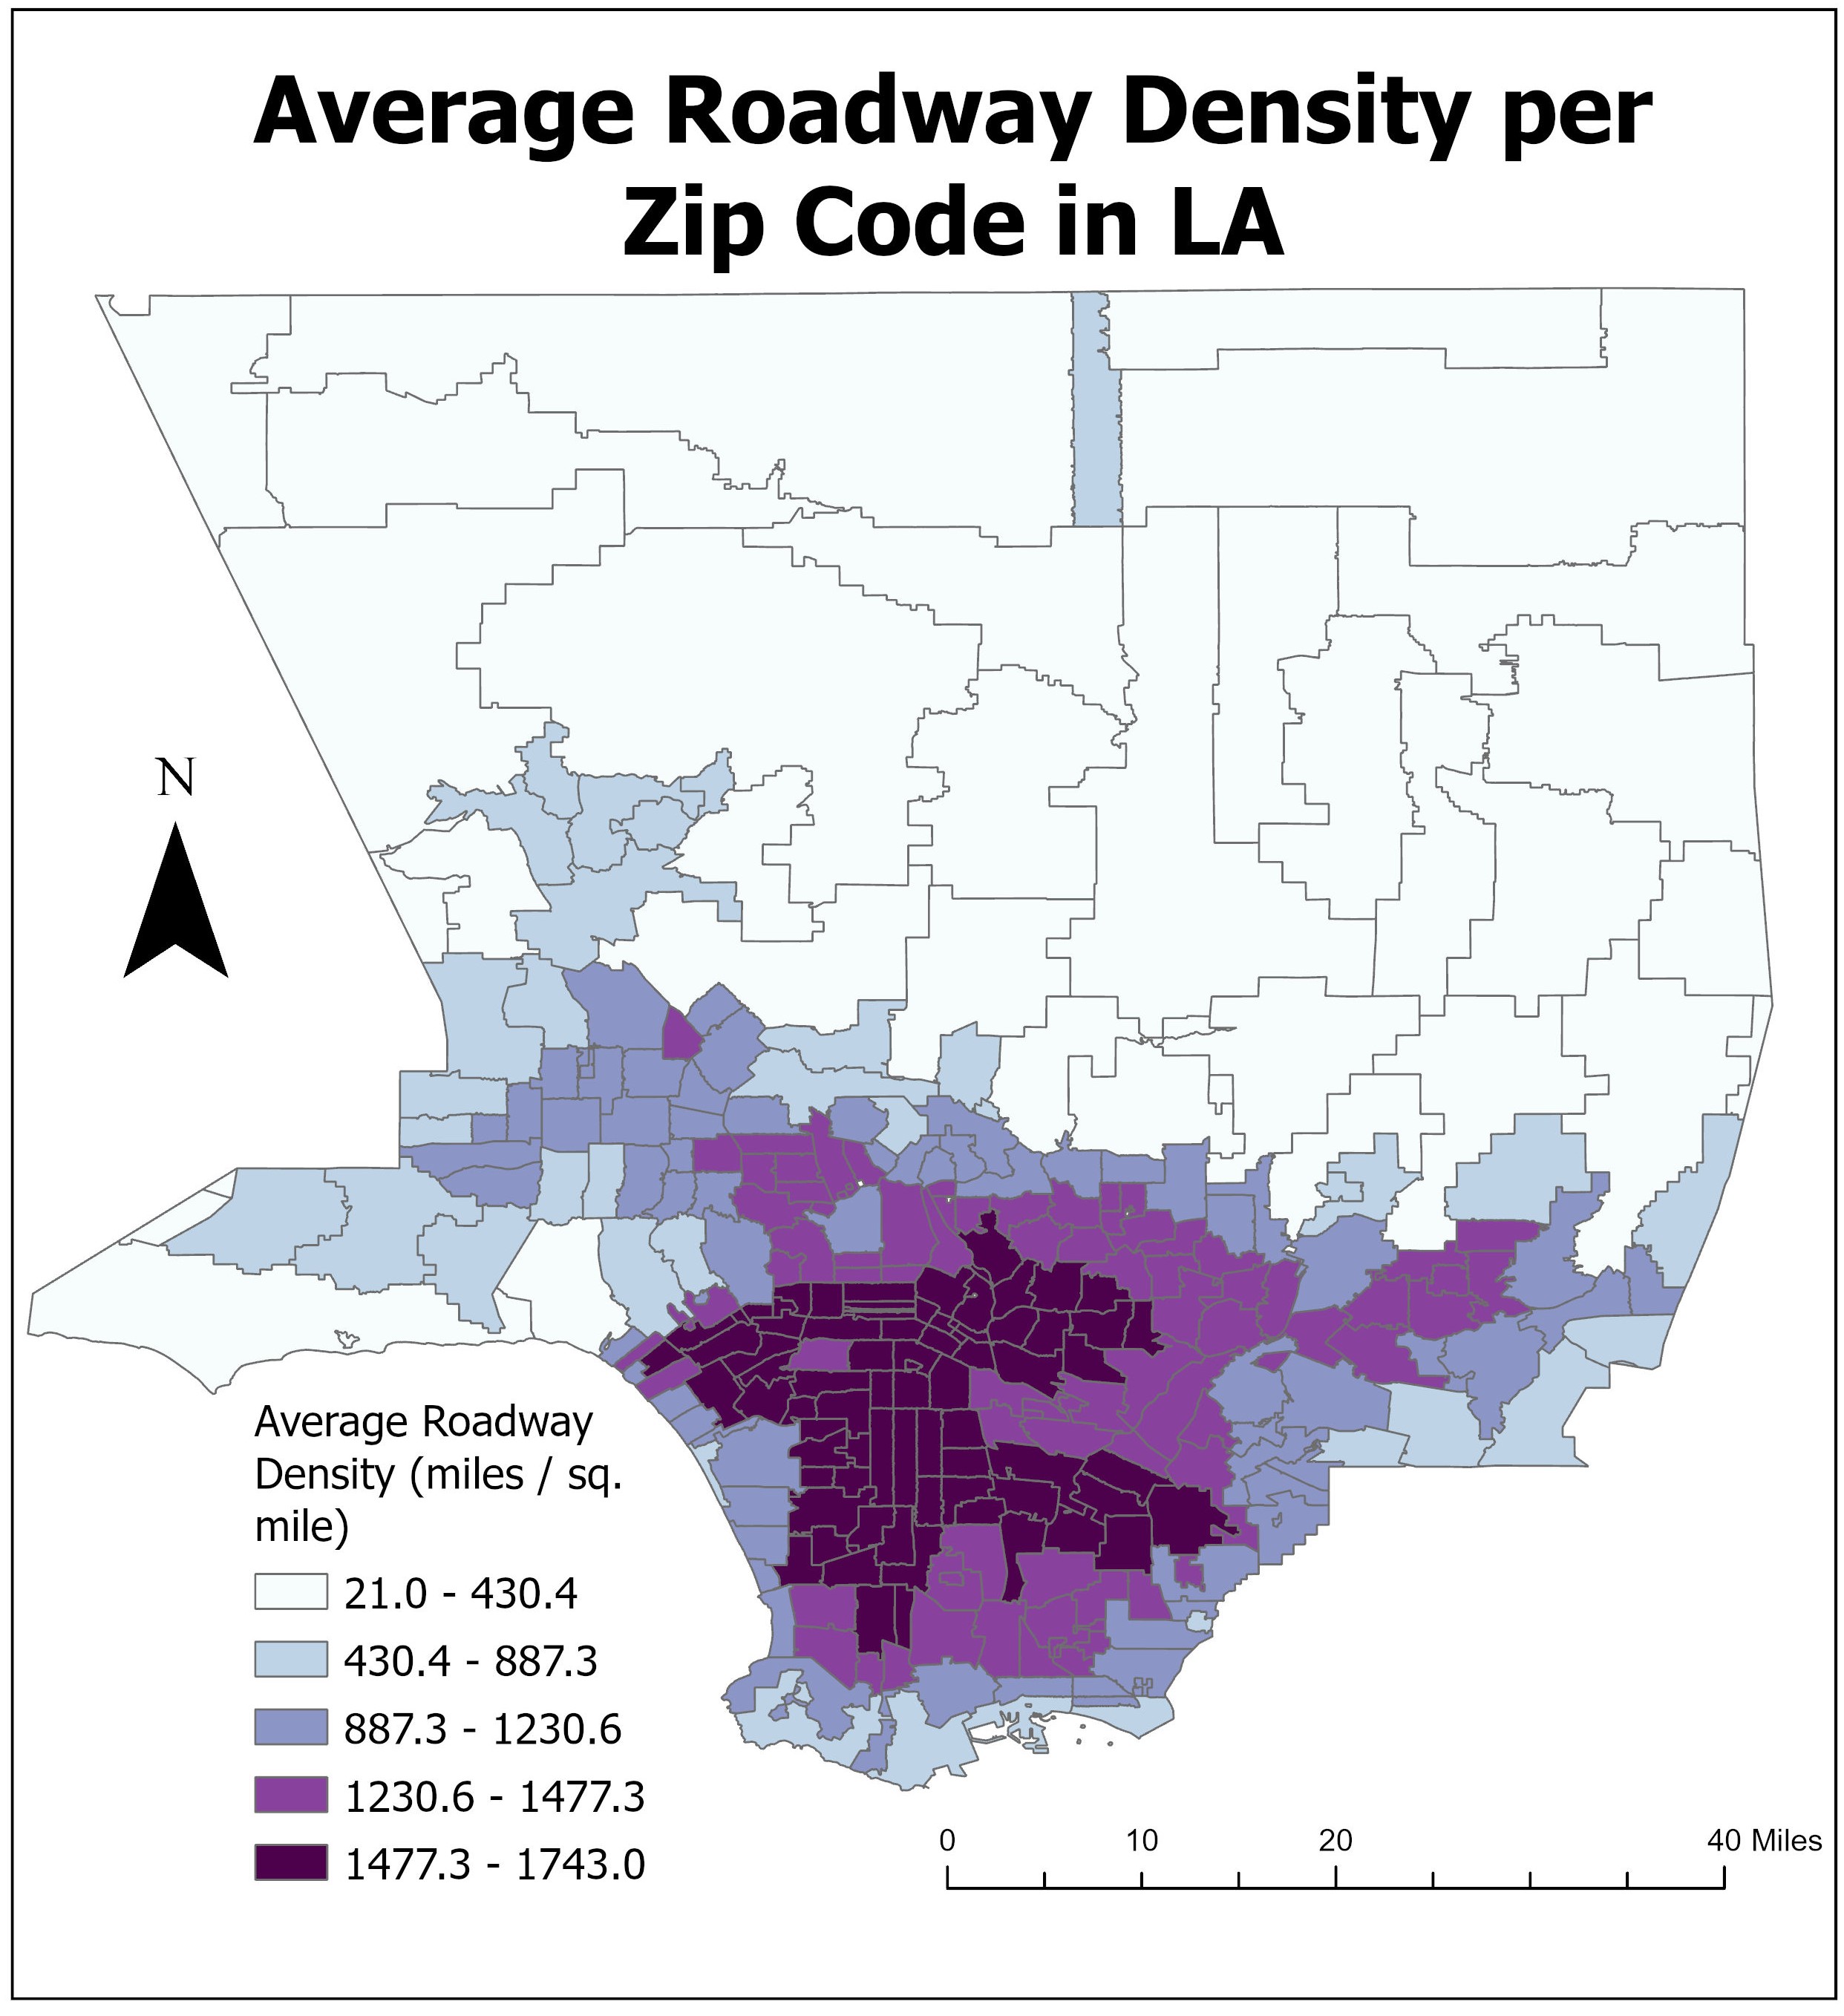 Average Roadway Density per
Zip Code in LA
N
Average Roadway
Density (miles / sq.
mile)
21.0 - 430.4
430.4 - 887.3
887.3 - 1230.6
1230.6 - 1477.3
1477.3 - 1743.0
0 10 20 40 Miles